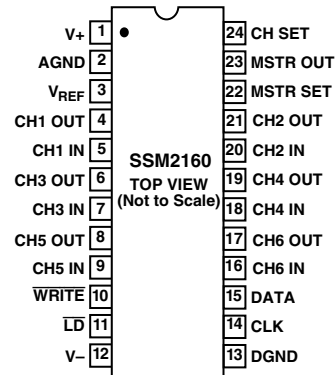 V+ 1
AGND 2
VREF 3
CH1 OUT 4
CH1 IN 5
CH3 OUT 6
CH3 IN 7
CH5 OUT 8
CH5 IN 9
WRITE 10
LD 11
V– 12
SSM2160
TOP VIEW
(Not to Scale)
24 CH SET
23 MSTR OUT
22 MSTR SET
21 CH2 OUT
20 CH2 IN
19 CH4 OUT
18 CH4 IN
17 CH6 OUT
16 CH6 IN
15 DATA
14 CLK
13 DGND